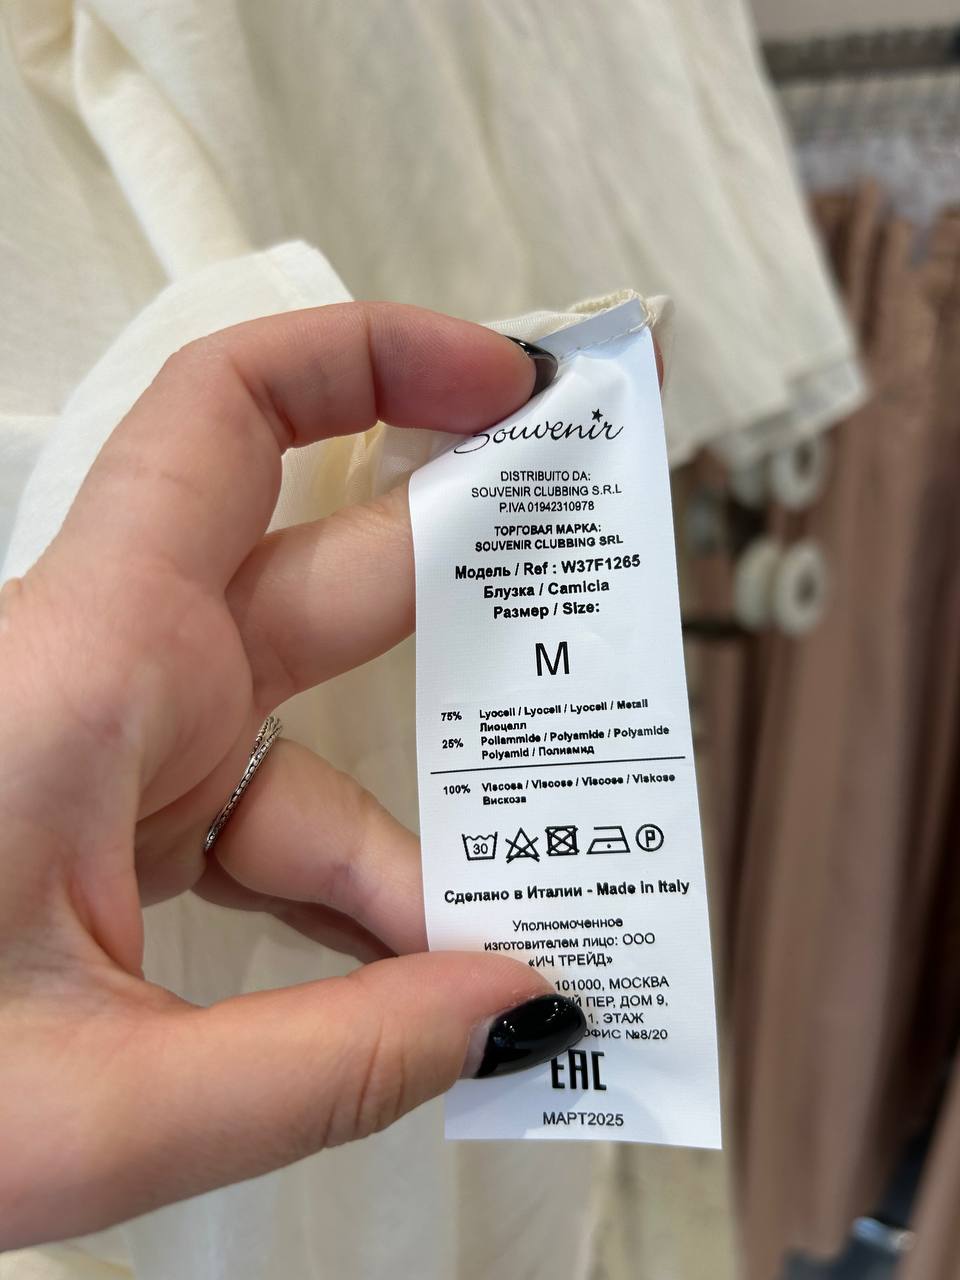 Souvenir
DISTRIBUITO DA:
SOUVENIR CLUBBING S.R.L
P.IVA 01942310978
ТОРГОВАЯ МАРКА:
SOUVENIR CLUBBING SRL
Модель / Ref : W37F1265
Блузка / Camicia
Размер / Size:
M
75% Lyocell / Lyocell / Lyocell / Metall
Лиоцелл
25% Poliammide / Polyamide / Polyamide
Polyamid / Полиамид
100% Viscosa / Viscose / Viscose / Viskose
Вискоза
30
P
Сделано в Италии - Made in Italy
Уполномоченное
изготовителем лицо: ООО
«ИЧ ТРЕЙД»
101000, МОСКВА
ПЕР, ДОМ 9,
1, ЭТАЖ
№8/20
EAC
МАРТ2025